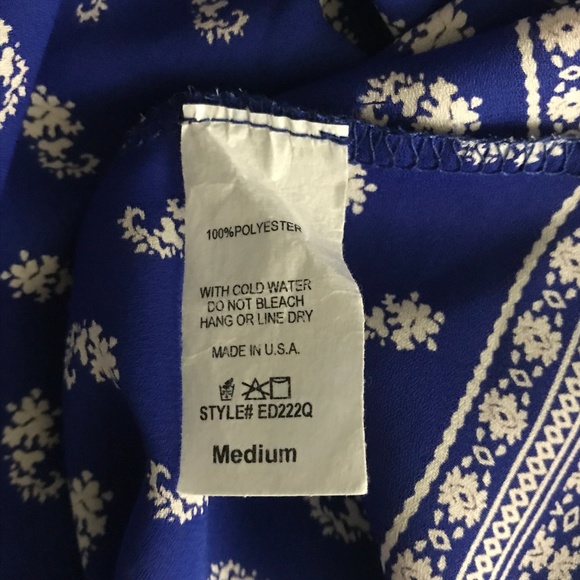 100%POLYESTER
WITH COLD WATER
DO NOT BLEACH
HANG OR LINE DRY
MADE IN U.S.A.
STYLE# ED222Q
Medium